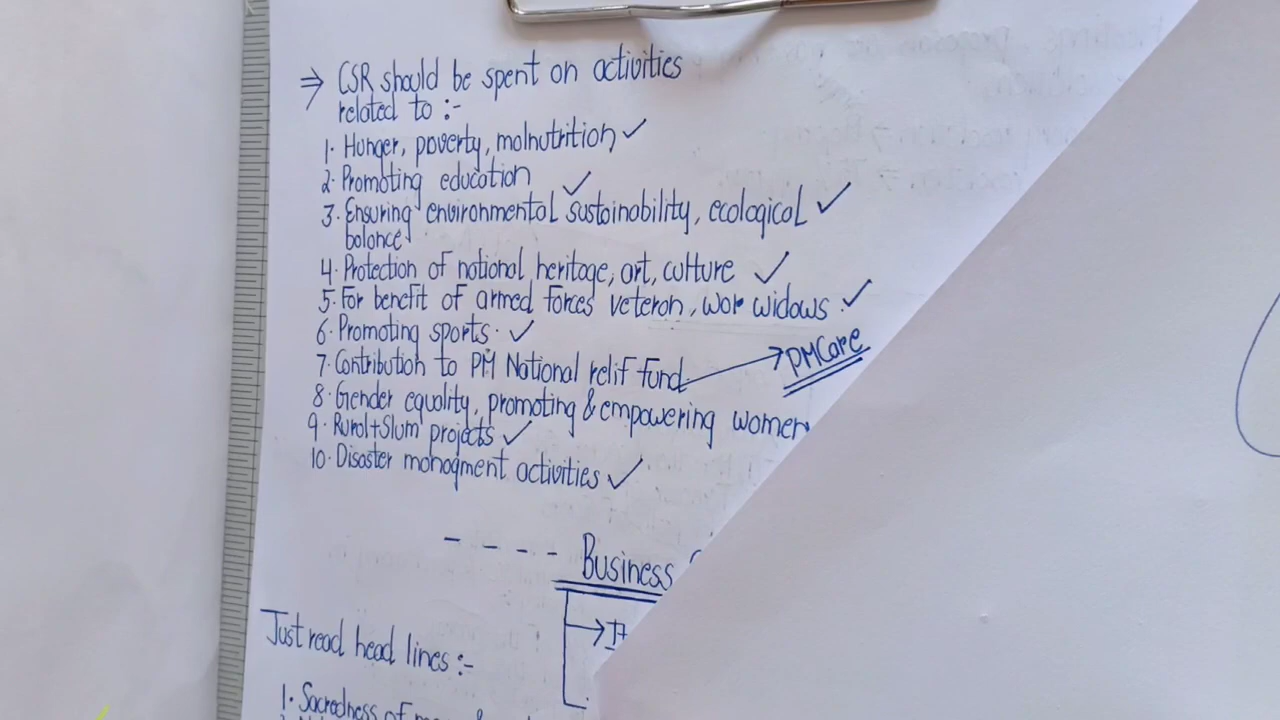 ⇒ CSR should be spent on activities
related to :-
1. Hunger, poverty, malnutrition ✓
2. Promoting education ✓
3. Ensuring environmental sustainability, ecological ✓
balance
4. Protection of national heritage, art, culture ✓
5. For benefit of armed forces veteran, war widows. ✓
6. Promoting sports. ✓
7. Contribution to PM National relif fund → PMCare
8. Gender equality, promoting & empowering women
9. Rural+Slum projects ✓
10. Disaster managment activities ✓
- - - - Business
Just read head lines :-
1. Sacredness of